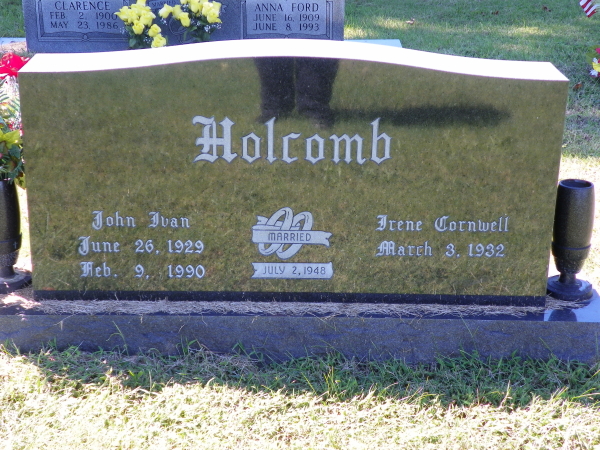 CLARENCE
FEB. 2, 1900
MAY 23, 1986
ANNA FORD
JUNE 16, 1909
JUNE 8, 1993
Holcomb
John Ivan
June 26, 1929
Feb. 9, 1990
MARRIED
JULY 2, 1948
Irene Cornwell
March 3, 1932